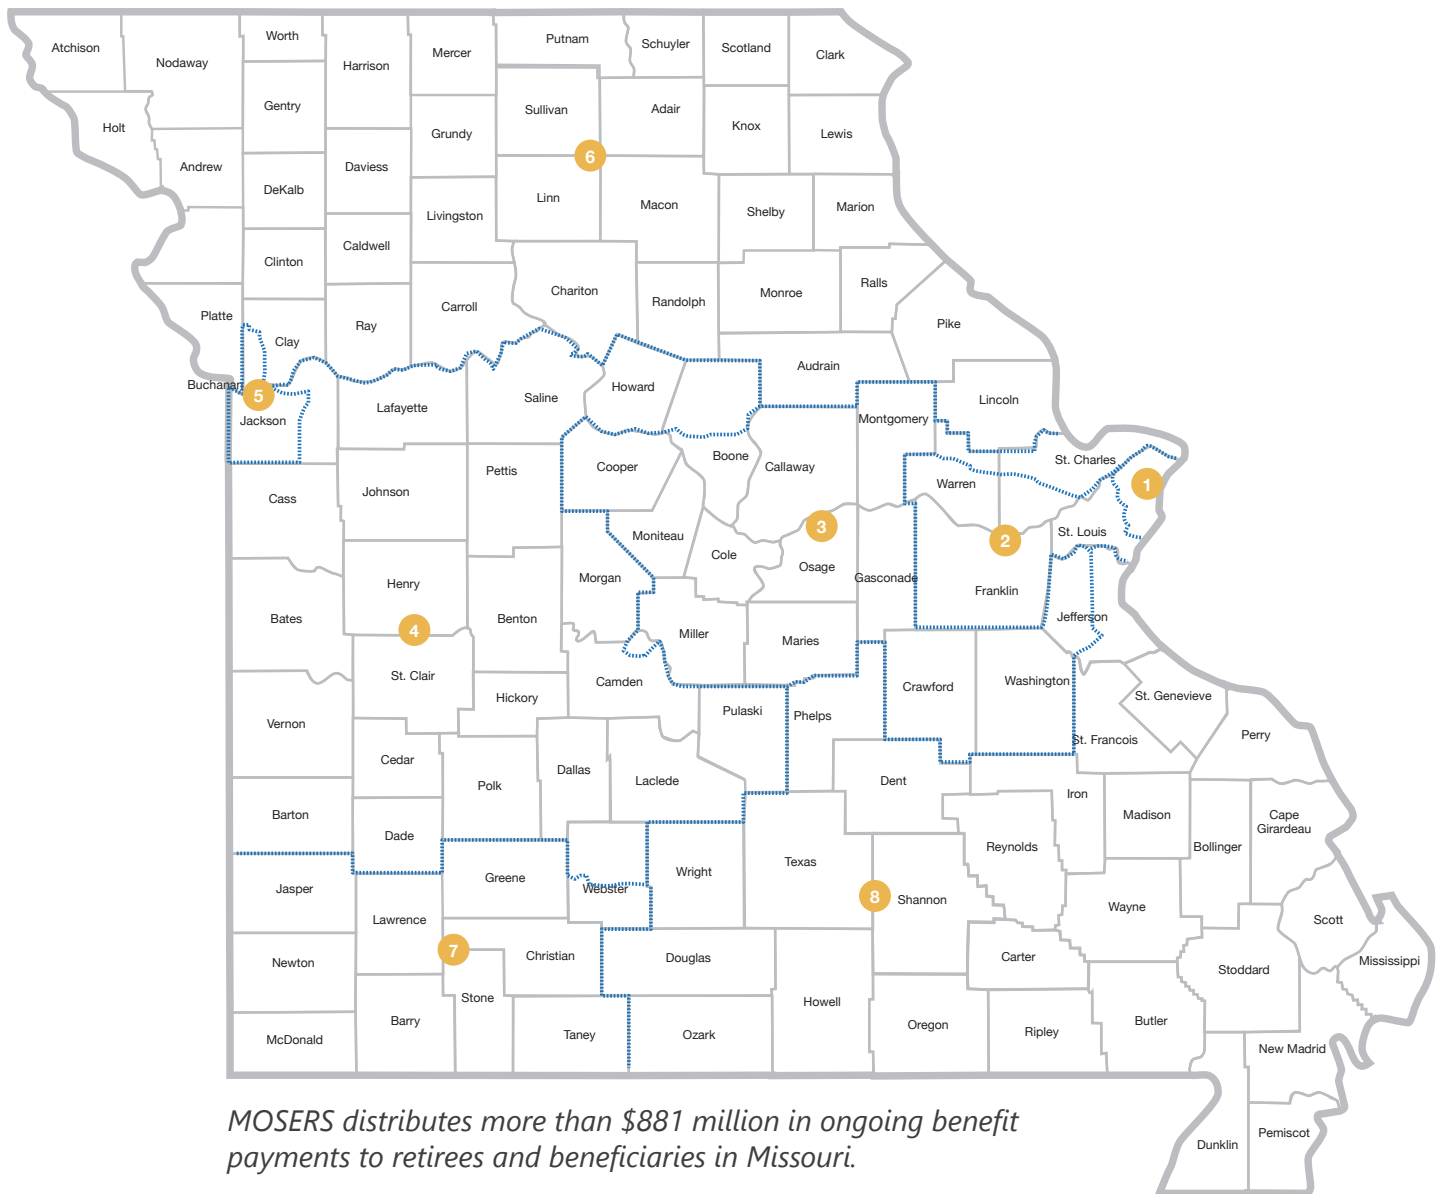 Atchison
Nodaway
Worth
Harrison
Mercer
Putnam
Schuyler
Scotland
Clark
Gentry
Sullivan
Adair
Holt
Grundy
Knox
Lewis
Andrew
Daviess
6
DeKalb
Linn
Macon
Livingston
Shelby
Marion
Caldwell
Clinton
Chariton
Carroll
Randolph
Monroe
Ralls
Platte
Ray
Pike
Clay
Audrain
Buchanan
5
Howard
Saline
Lafayette
Lincoln
Jackson
Montgomery
Boone
St. Charles
Cooper
Callaway
Pettis
Warren
1
Johnson
Cass
3
Moniteau
St. Louis
2
Cole
Osage
Henry
Morgan
Gasconade
Franklin
Bates
Benton
Jefferson
4
Miller
Maries
St. Clair
Camden
Crawford
Washington
Hickory
St. Genevieve
Pulaski
Phelps
Vernon
St. Francois
Perry
Cedar
Dallas
Laclede
Polk
Dent
Iron
Barton
Madison
Cape
Girardeau
Dade
Reynolds
Bollinger
Texas
Wright
Greene
Jasper
Webster
8
Shannon
Wayne
Lawrence
Scott
7
Christian
Douglas
Carter
Newton
Mississippi
Stoddard
Stone
Howell
Barry
Butler
Oregon
Ripley
McDonald
Taney
Ozark
New Madrid
Dunklin
Pemiscot
MOSERS distributes more than $881 million in ongoing benefit
payments to retirees and beneficiaries in Missouri.